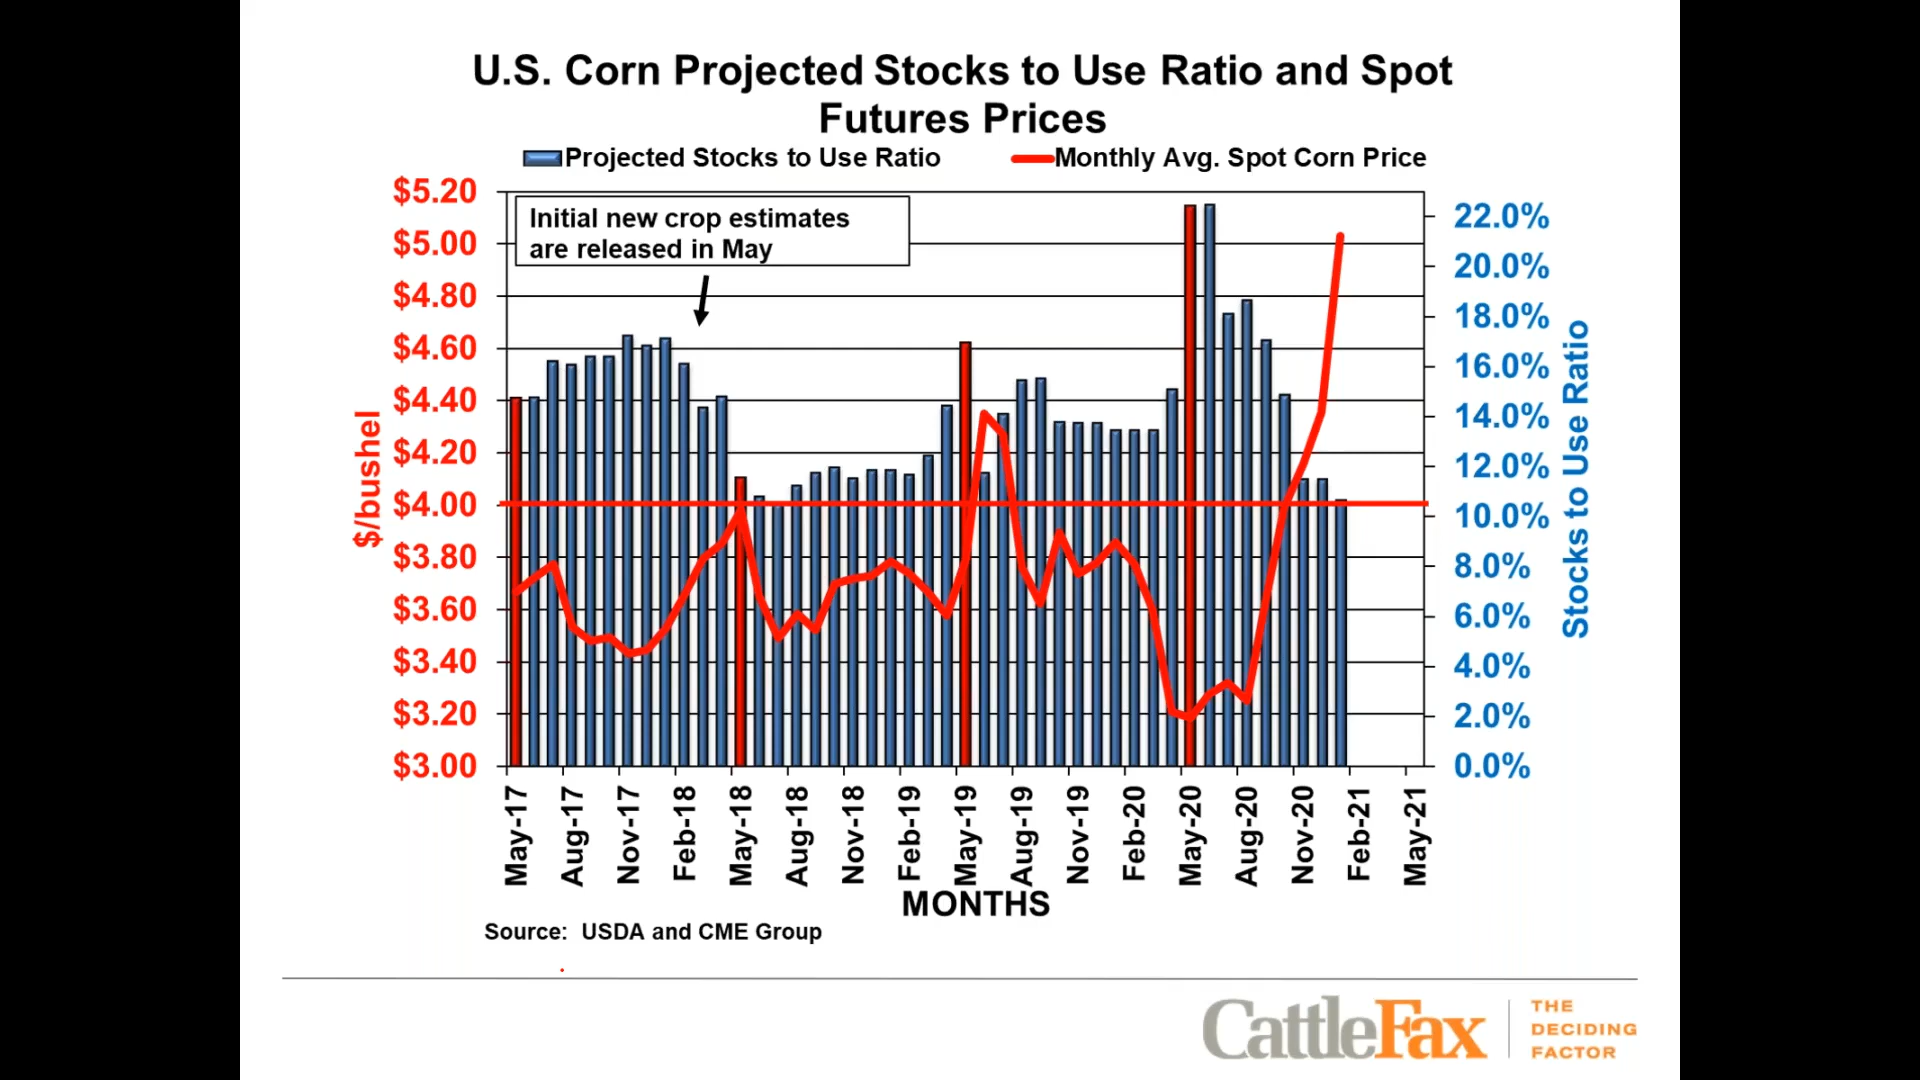 U.S. Corn Projected Stocks to Use Ratio and Spot
Futures Prices
Projected Stocks to Use Ratio
Monthly Avg. Spot Corn Price
Initial new crop estimates
are released in May
$/bushel
$5.20
$5.00
$4.80
$4.60
$4.40
$4.20
$4.00
$3.80
$3.60
$3.40
$3.20
$3.00
22.0%
20.0%
18.0%
16.0%
14.0%
12.0%
10.0%
8.0%
6.0%
4.0%
2.0%
0.0%
Stocks to Use Ratio
May-17
Aug-17
Nov-17
Feb-18
May-18
Aug-18
Nov-18
Feb-19
May-19
Aug-19
Nov-19
Feb-20
May-20
Aug-20
Nov-20
Feb-21
May-21
MONTHS
Source: USDA and CME Group
CattleFax
THE
DECIDING
FACTOR